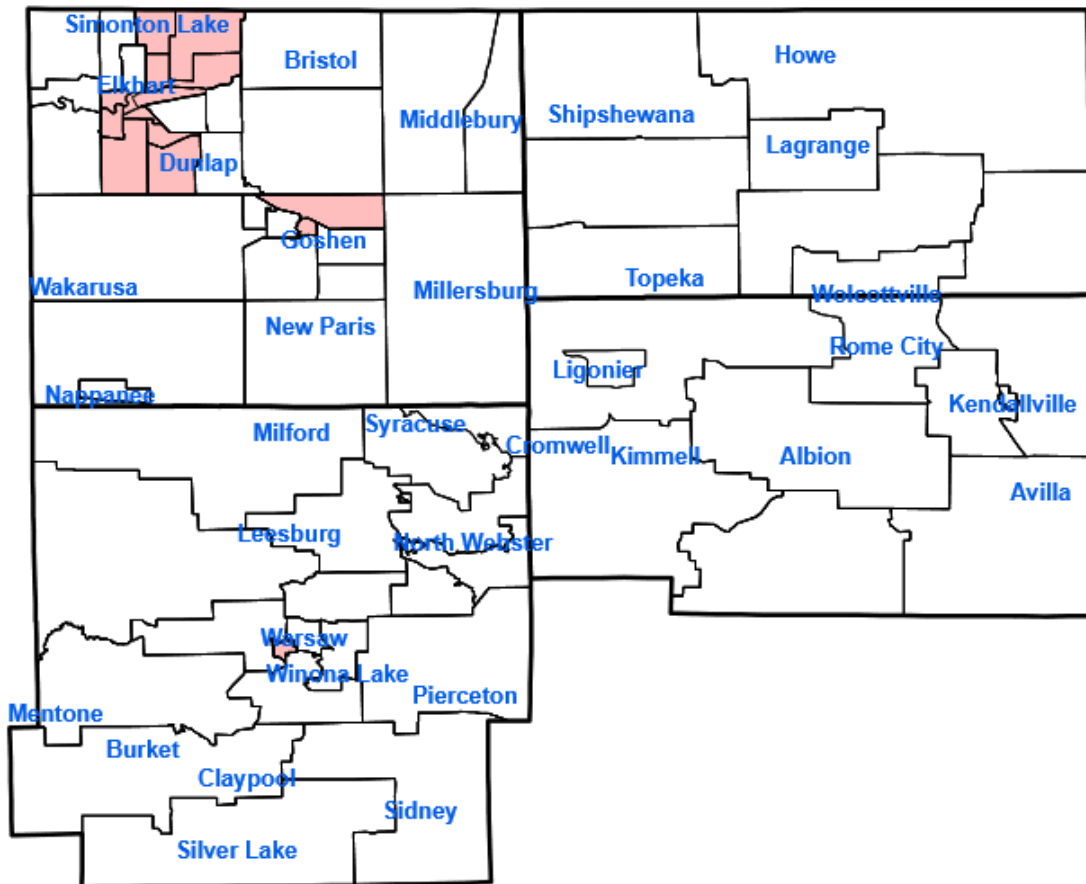 Simonton Lake
Howe
Bristol
Elkhart
Shipshewana
Middlebury
Lagrange
Dunlap
Goshen
Topeka
Wakarusa
Millersburg
Wolcottville
New Paris
Rome City
Ligonier
Nappanee
Kendallville
Syracuse
Milford
Cromwell
Kimmell
Albion
Avilla
Leesburg
North Webster
Warsaw
Winona Lake
Pierceton
Mentone
Burket
Claypool
Sidney
Silver Lake